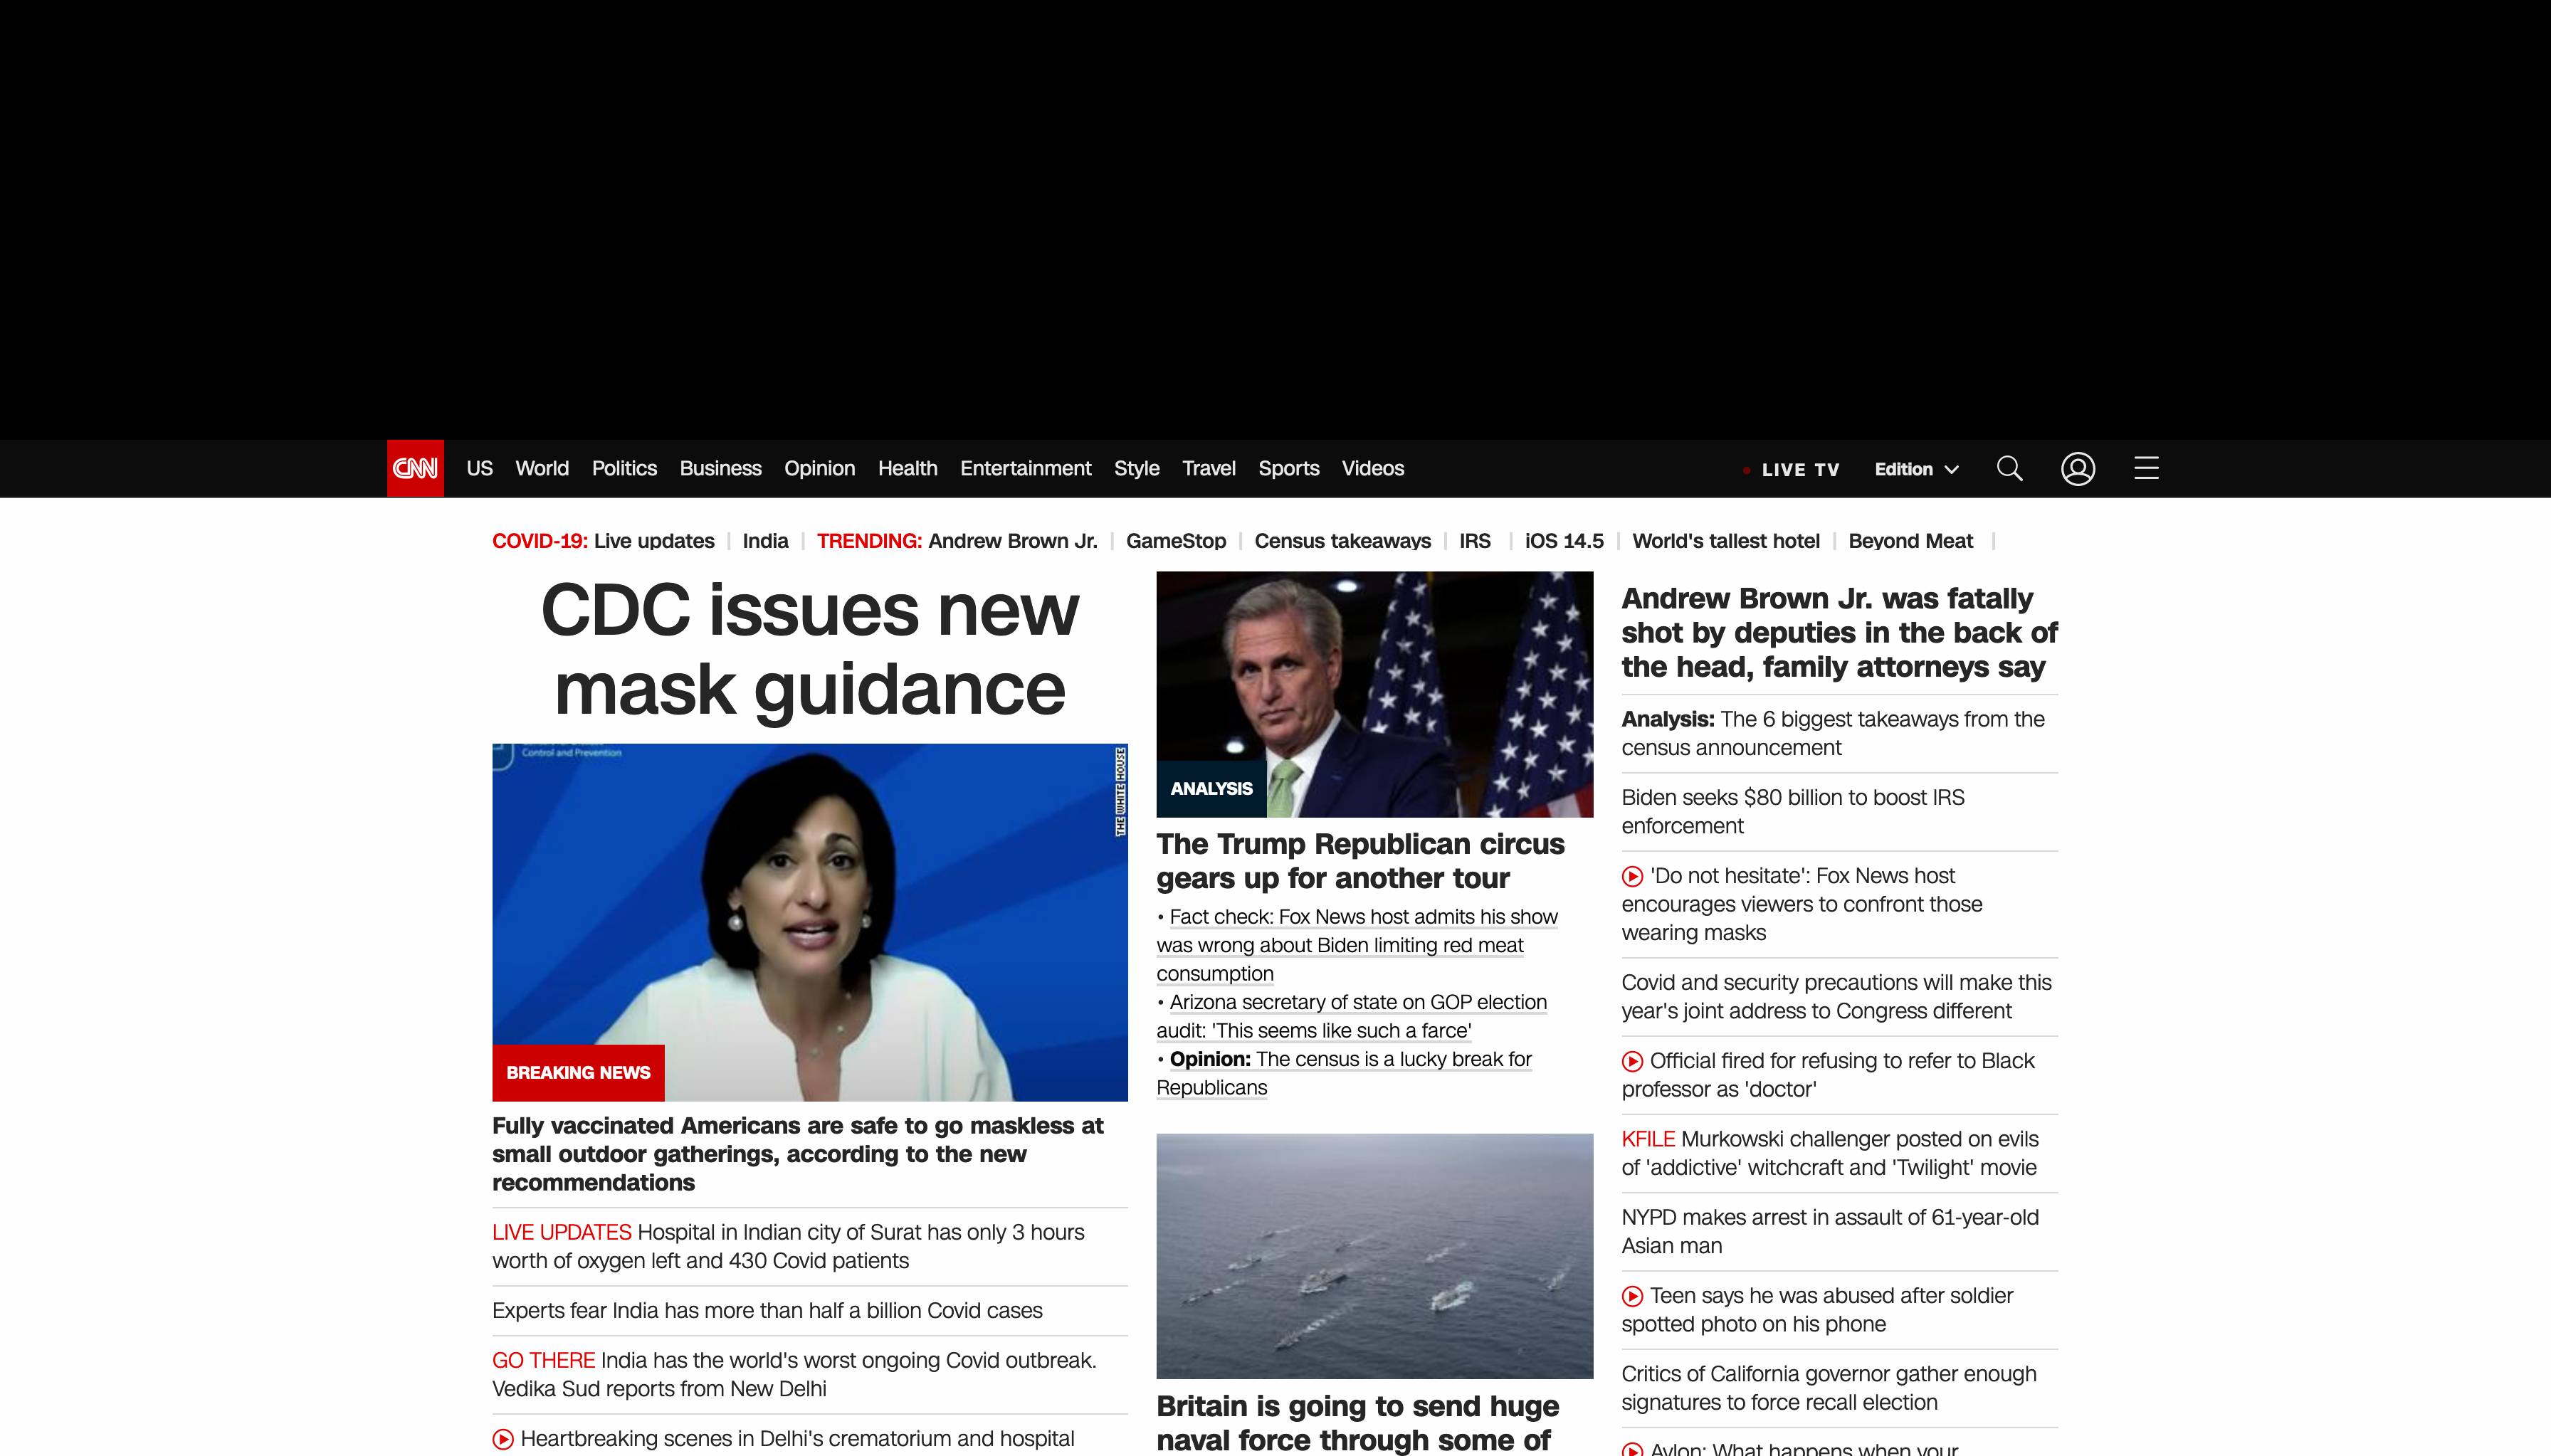 CNN
US World Politics Business Opinion Health Entertainment Style Travel Sports Videos
LIVE TV Edition
COVID-19: Live updates | India | TRENDING: Andrew Brown Jr. | GameStop | Census takeaways | IRS | iOS 14.5 | World's tallest hotel | Beyond Meat |
CDC issues new
mask guidance
Control and Prevention
THE WHITE HOUSE
BREAKING NEWS
Fully vaccinated Americans are safe to go maskless at
small outdoor gatherings, according to the new
recommendations
LIVE UPDATES Hospital in Indian city of Surat has only 3 hours
worth of oxygen left and 430 Covid patients
Experts fear India has more than half a billion Covid cases
GO THERE India has the world's worst ongoing Covid outbreak.
Vedika Sud reports from New Delhi
Heartbreaking scenes in Delhi's crematorium and hospital
ANALYSIS
The Trump Republican circus
gears up for another tour
• Fact check: Fox News host admits his show
was wrong about Biden limiting red meat
consumption
• Arizona secretary of state on GOP election
audit: 'This seems like such a farce'
• Opinion: The census is a lucky break for
Republicans
Britain is going to send huge
naval force through some of
Andrew Brown Jr. was fatally
shot by deputies in the back of
the head, family attorneys say
Analysis: The 6 biggest takeaways from the
census announcement
Biden seeks $80 billion to boost IRS
enforcement
'Do not hesitate': Fox News host
encourages viewers to confront those
wearing masks
Covid and security precautions will make this
year's joint address to Congress different
Official fired for refusing to refer to Black
professor as 'doctor'
KFILE Murkowski challenger posted on evils
of 'addictive' witchcraft and 'Twilight' movie
NYPD makes arrest in assault of 61-year-old
Asian man
Teen says he was abused after soldier
spotted photo on his phone
Critics of California governor gather enough
signatures to force recall election
Avlon: What happens when your